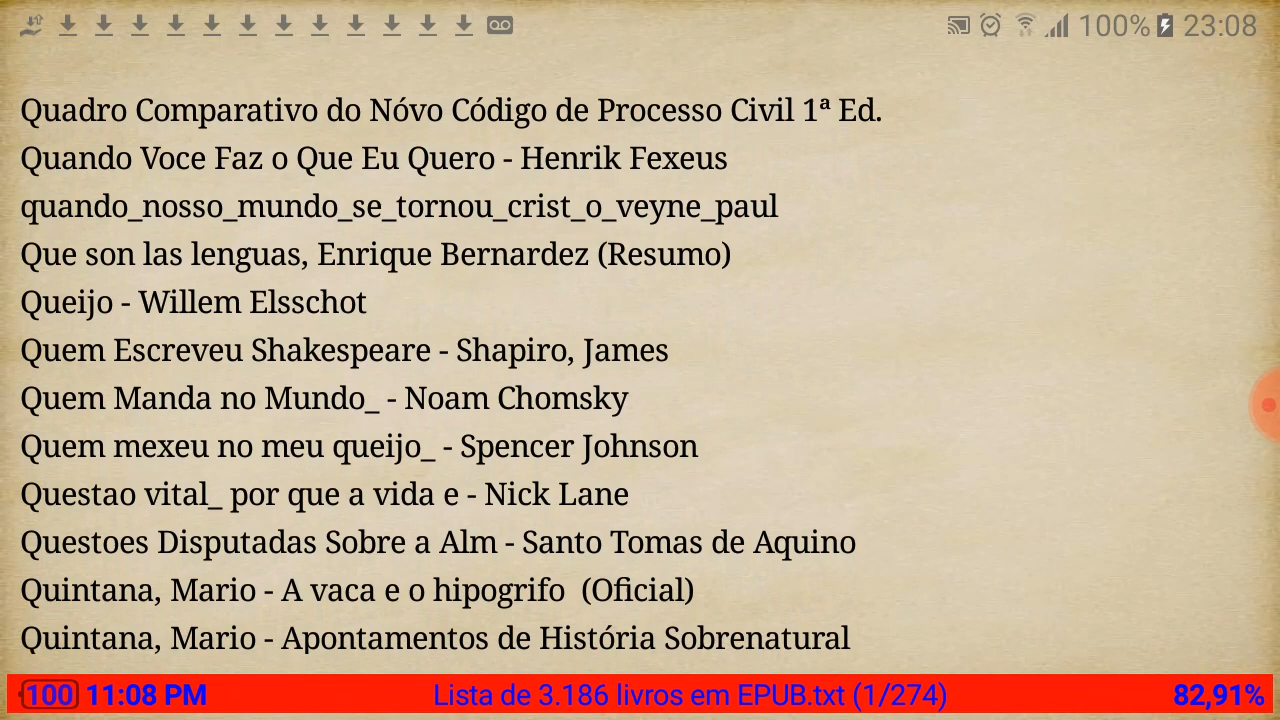 100% 23:08
Quadro Comparativo do Nóvo Código de Processo Civil 1ª Ed.
Quando Voce Faz o Que Eu Quero - Henrik Fexeus
quando_nosso_mundo_se_tornou_crist_o_veyne_paul
Que son las lenguas, Enrique Bernardez (Resumo)
Queijo - Willem Elsschot
Quem Escreveu Shakespeare - Shapiro, James
Quem Manda no Mundo_ - Noam Chomsky
Quem mexeu no meu queijo_ - Spencer Johnson
Questao vital_ por que a vida e - Nick Lane
Questoes Disputadas Sobre a Alm - Santo Tomas de Aquino
Quintana, Mario - A vaca e o hipogrifo  (Oficial)
Quintana, Mario - Apontamentos de História Sobrenatural
100 11:08 PM Lista de 3.186 livros em EPUB.txt (1/274) 82,91%